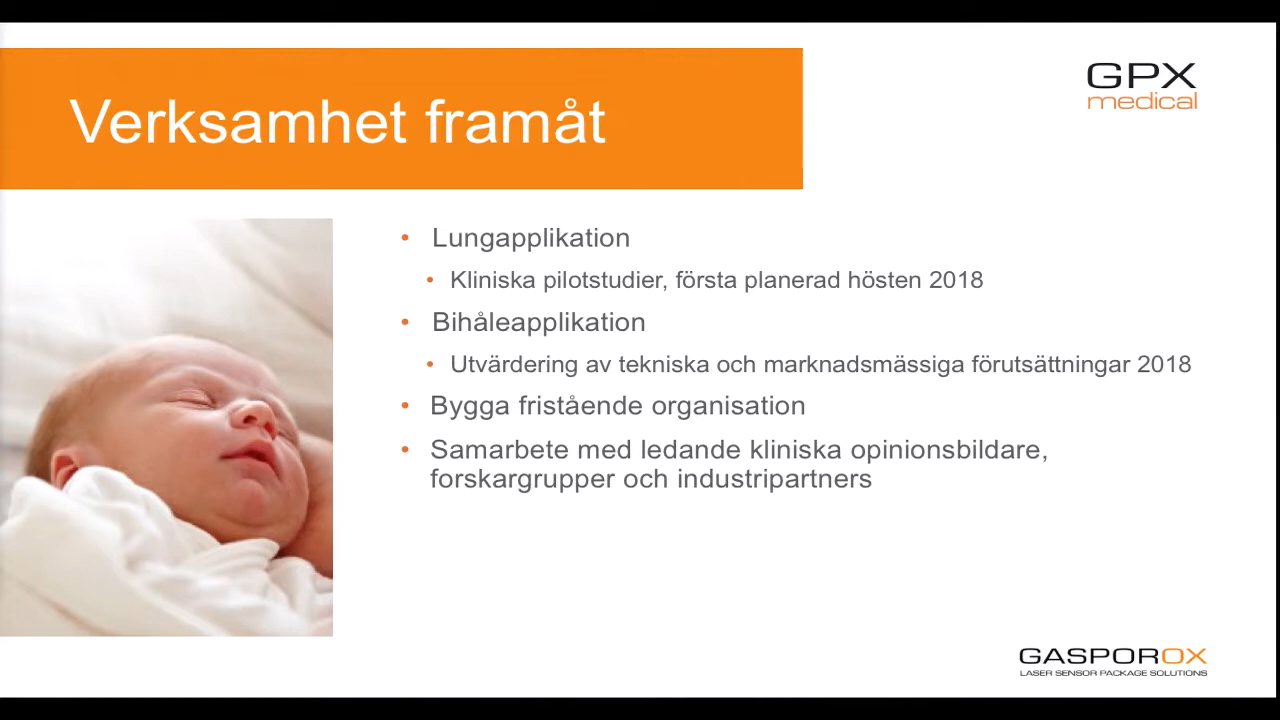 Verksamhet framåt
GPX
medical
• Lungapplikation
• Kliniska pilotstudier, första planerad hösten 2018
• Bihåleapplikation
• Utvärdering av tekniska och marknadsmässiga förutsättningar 2018
• Bygga fristående organisation
• Samarbete med ledande kliniska opinionsbildare,
forskargrupper och industripartners
GASPOROX
LASER SENSOR PACKAGE SOLUTIONS